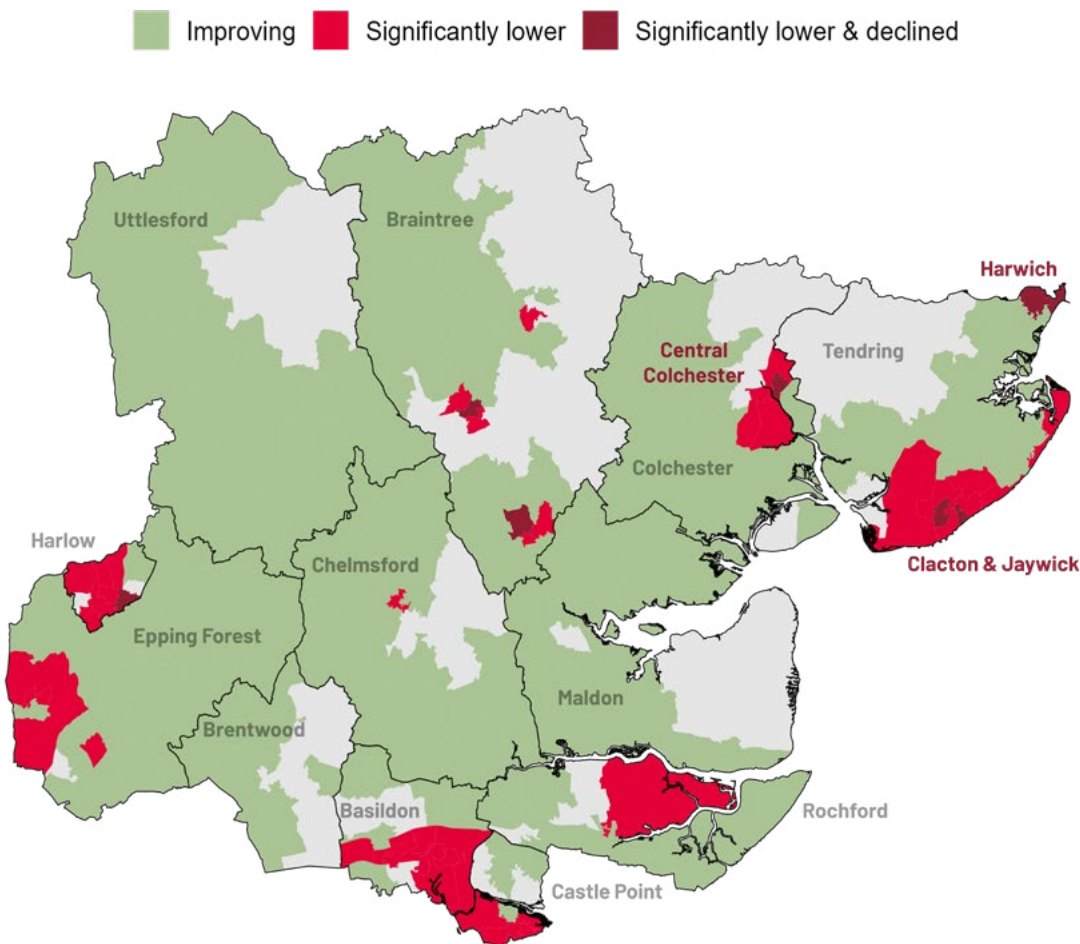 Improving Significantly lower Significantly lower & declined
Uttlesford
Braintree
Harwich
Central
Colchester
Tendring
Colchester
Harlow
Chelmsford
Clacton & Jaywick
Epping Forest
Maldon
Brentwood
Basildon
Rochford
Castle Point